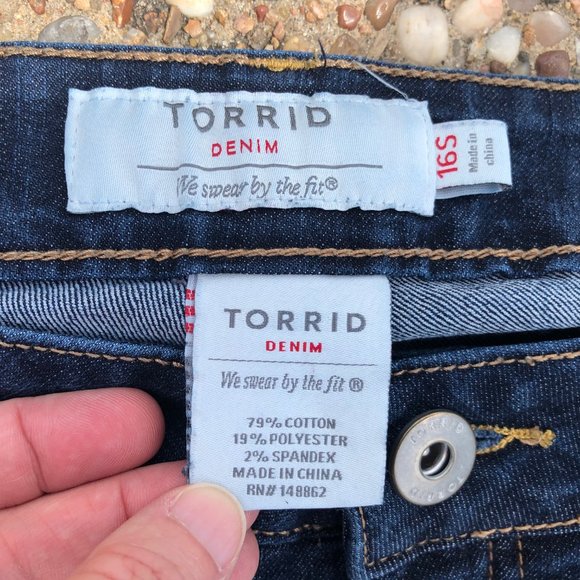 TORRID
DENIM
We swear by the fit®
16S
Made in
china
TORRID
DENIM
We swear by the fit ®
79% COTTON
19% POLYESTER
2% SPANDEX
MADE IN CHINA
RN# 148862
TORRID
TORRID